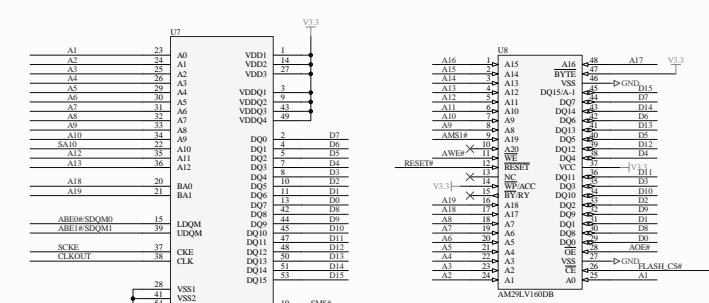 V3.3
U7
A1 23 A0 VDD1 1
A2 24 A1 VDD2 14
A3 25 A2 VDD3 27
A4 26 A3
A5 29 A4 VDDQ1 3
A6 30 A5 VDDQ2 9
A7 31 A6 VDDQ3 43
A8 32 A7 VDDQ4 49
A9 33 A8
A10 34 A9 DQ0 2 D7
SA10 22 A10 DQ1 4 D6
A12 35 A11 DQ2 5 D5
A13 36 A12 DQ3 7 D4
DQ4 8 D3
A18 20 BA0 DQ5 10 D2
A19 21 BA1 DQ6 11 D1
DQ7 13 D0
DQ8 42 D8
ABE0#/SDQM0 15 LDQM DQ9 44 D9
ABE1#/SDQM1 39 UDQM DQ10 45 D10
DQ11 47 D11
SCKE 37 CKE DQ12 48 D12
CLKOUT 38 CLK DQ13 50 D13
DQ14 51 D14
DQ15 53 D15
28 VSS1
41 VSS2
54
19 SMS#
U8
A16 1 A15 A16 48 A17 V3.3
A15 2 A14 BYTE 47
A14 3 A13 VSS 46 GND
A13 4 A12 DQ15/A-1 45 D15
A12 5 A11 DQ7 44 D7
A11 6 A10 DQ14 43 D14
A10 7 A9 DQ6 42 D6
A9 8 A8 DQ13 41 D13
AMS1# 9 A19 DQ5 40 D5
10 A20 DQ12 39 D12
AWE# 11 WE DQ4 38 D4
RESET# 12 RESET VCC 37 V3.3
13 NC DQ11 36 D11
V3.3 14 WP/ACC DQ3 35 D3
15 BY/RY DQ10 34 D10
A19 16 A18 DQ2 33 D2
A18 17 A17 DQ9 32 D9
A8 18 A7 DQ1 31 D1
A7 19 A6 DQ8 30 D8
A6 20 A5 DQ0 29 D0
A5 21 A4 OE 28 AOE#
A4 22 A3 VSS 27 GND
A3 23 A2 CE 26 FLASH_CS#
A2 24 A1 A0 25 A1
AM29LV160DB